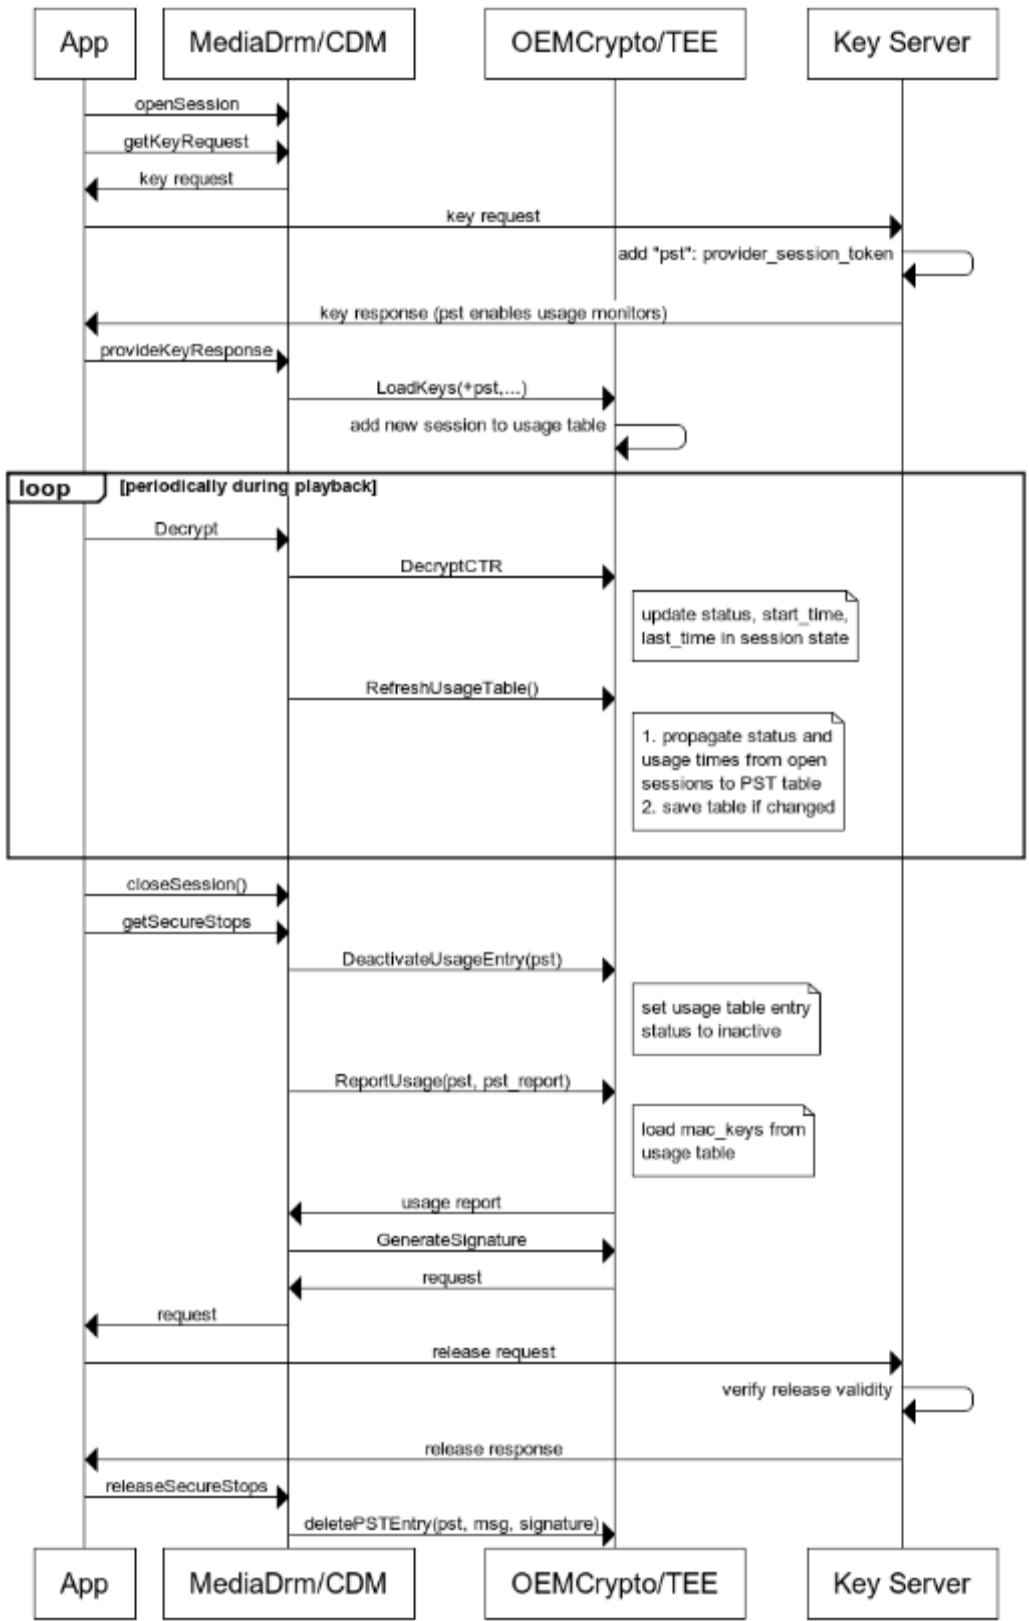 App
MediaDrm/CDM
OEMCrypto/TEE
Key Server
openSession
getKeyRequest
key request
key request
add "pst": provider_session_token
key response (pst enables usage monitors)
provideKeyResponse
LoadKeys(+pst,...)
add new session to usage table
loop
[periodically during playback]
Decrypt
DecryptCTR
update status, start_time,
last_time in session state
RefreshUsageTable()
1. propagate status and
usage times from open
sessions to PST table
2. save table if changed
closeSession()
getSecureStops
DeactivateUsageEntry(pst)
set usage table entry
status to inactive
ReportUsage(pst, pst_report)
load mac_keys from
usage table
usage report
GenerateSignature
request
request
release request
verify release validity
release response
releaseSecureStops
deletePSTEntry(pst, msg, signature)
App
MediaDrm/CDM
OEMCrypto/TEE
Key Server